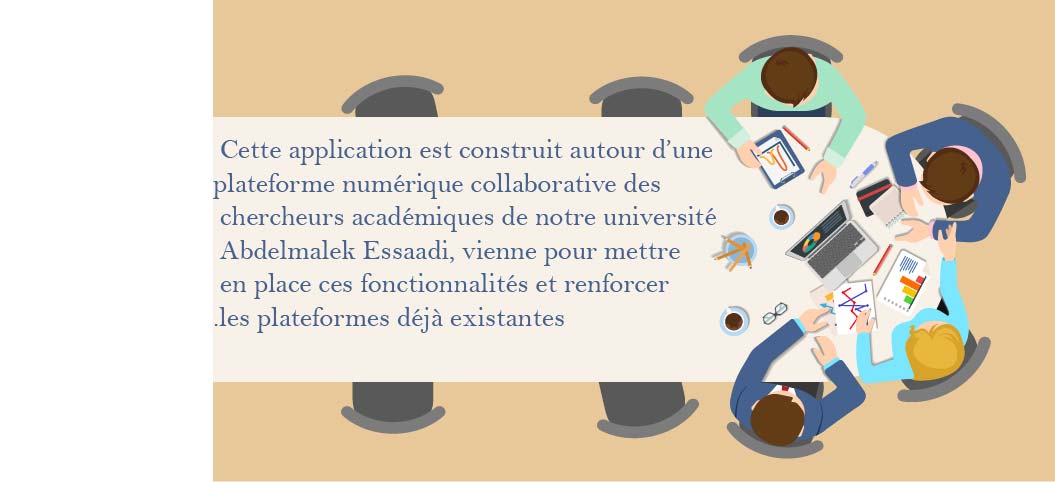 Cette application est construit autour d’une
plateforme numérique collaborative des
chercheurs académiques de notre université
Abdelmalek Essaadi, vienne pour mettre
en place ces fonctionnalités et renforcer
.les plateformes déjà existantes